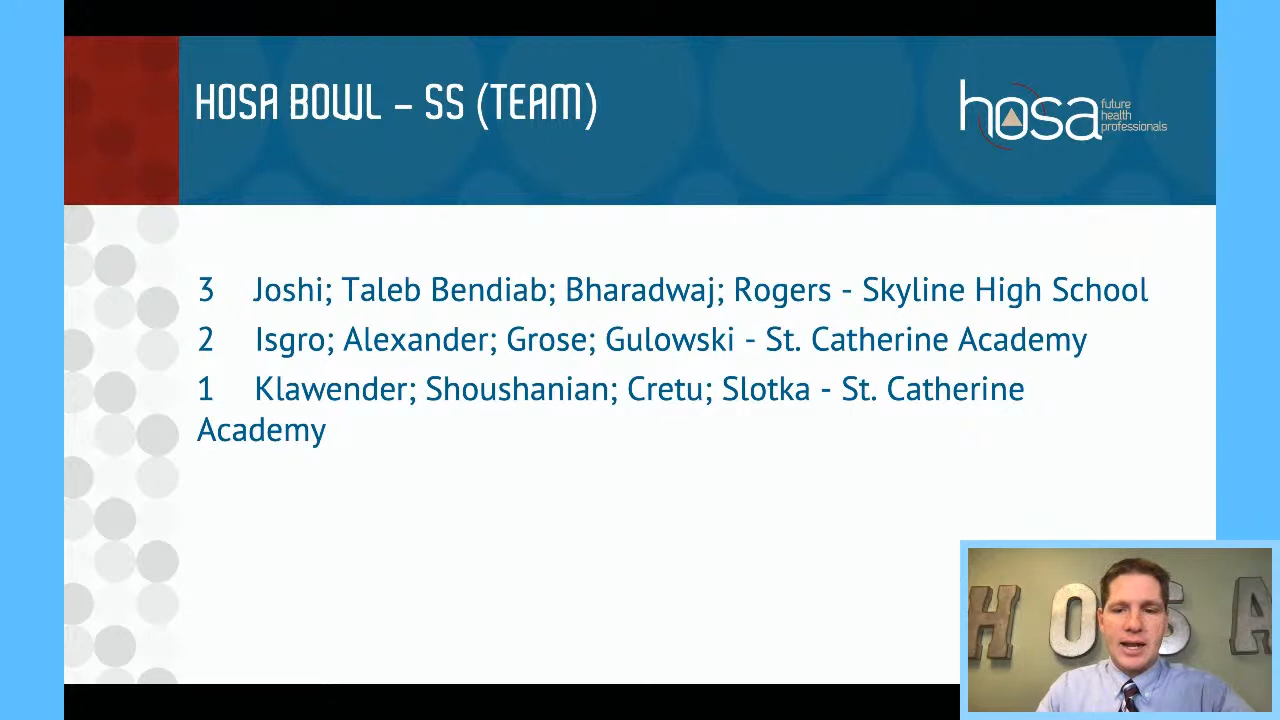 HOSA BOWL – SS (TEAM)
hosa
future
health
professionals
3 Joshi; Taleb Bendiab; Bharadwaj; Rogers - Skyline High School
2 Isgro; Alexander; Grose; Gulowski - St. Catherine Academy
1 Klawender; Shoushanian; Cretu; Slotka - St. Catherine
Academy
HOSA